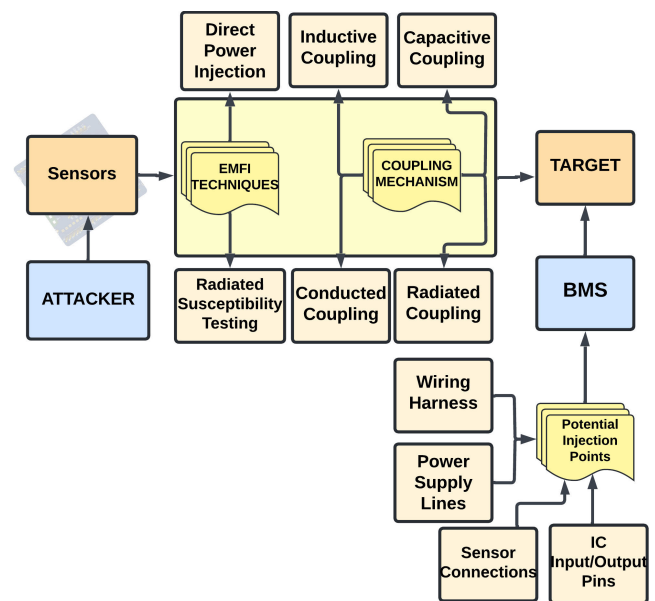 Direct
Power
Injection
Inductive
Coupling
Capacitive
Coupling
Sensors
EMFI
TECHNIQUES
COUPLING
MECHANISM
TARGET
ATTACKER
Radiated
Susceptibility
Testing
Conducted
Coupling
Radiated
Coupling
BMS
Wiring
Harness
Potential
Injection
Points
Power
Supply
Lines
Sensor
Connections
IC
Input/Output
Pins